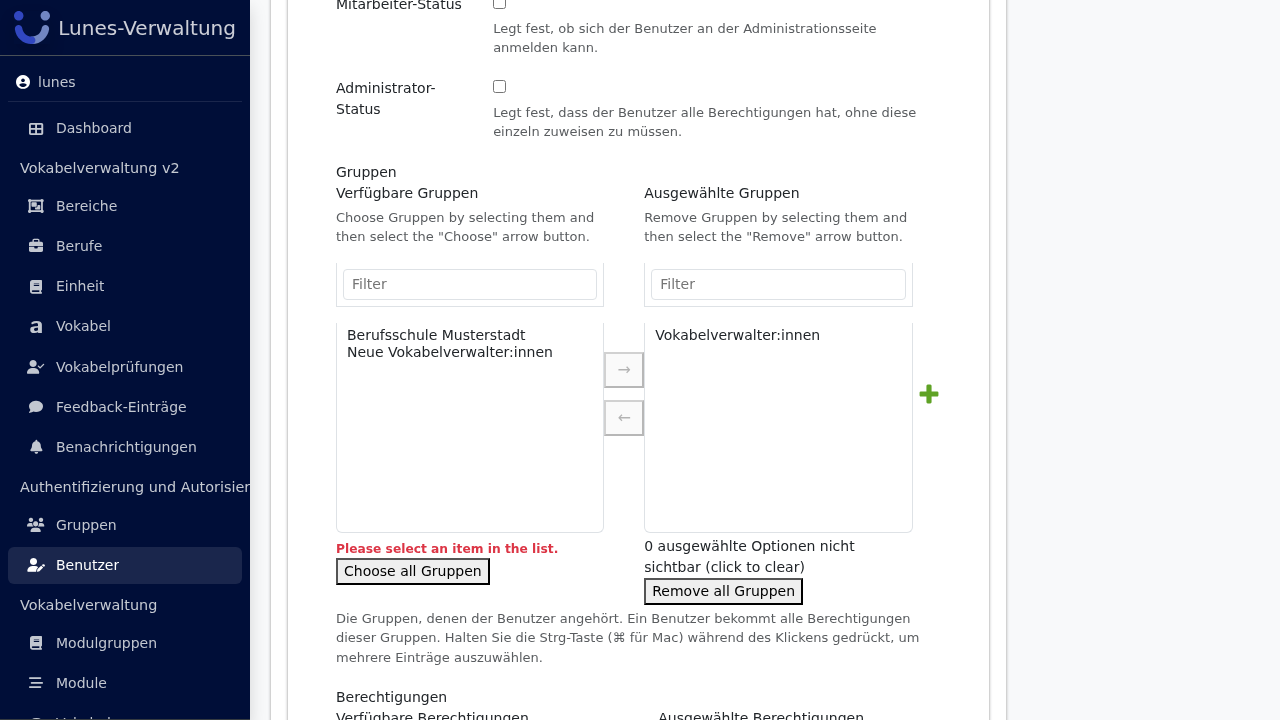 Lunes-Verwaltung
lunes
Dashboard
Vokabelverwaltung v2
Bereiche
Berufe
Einheit
Vokabel
Vokabelprüfungen
Feedback-Einträge
Benachrichtigungen
Authentifizierung und Autorisier
Gruppen
Benutzer
Vokabelverwaltung
Modulgruppen
Module
Mitarbeiter-Status
Legt fest, ob sich der Benutzer an der Administrationsseite
anmelden kann.
Administrator-
Status
Legt fest, dass der Benutzer alle Berechtigungen hat, ohne diese
einzeln zuweisen zu müssen.
Gruppen
Verfügbare Gruppen
Choose Gruppen by selecting them and
then select the "Choose" arrow button.
Filter
Berufsschule Musterstadt
Neue Vokabelverwalter:innen
Please select an item in the list.
Choose all Gruppen
→
←
Ausgewählte Gruppen
Remove Gruppen by selecting them and
then select the "Remove" arrow button.
Filter
Vokabelverwalter:innen
0 ausgewählte Optionen nicht
sichtbar (click to clear)
Remove all Gruppen
Die Gruppen, denen der Benutzer angehört. Ein Benutzer bekommt alle Berechtigungen
dieser Gruppen. Halten Sie die Strg-Taste (⌘ für Mac) während des Klickens gedrückt, um
mehrere Einträge auszuwählen.
Berechtigungen
Verfügbare Berechtigungen
Ausgewählte Berechtigungen